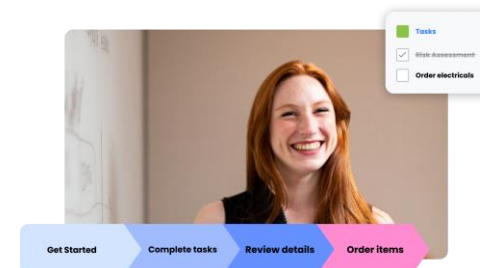 Tasks
Risk Assessment
Order electricals
Get Started
Complete tasks
Review details
Order items